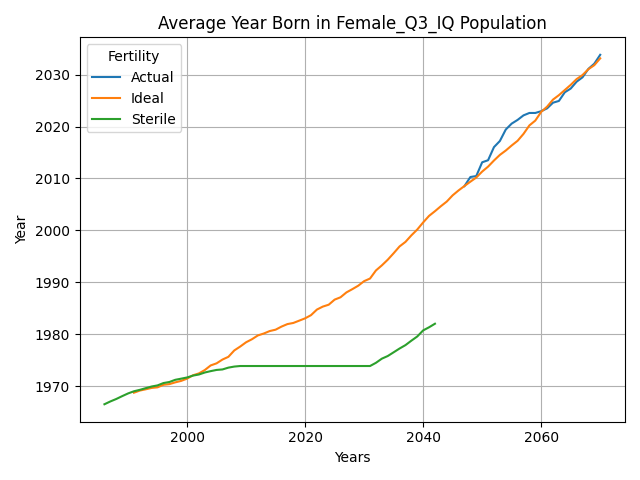 Average Year Born in Female_Q3_IQ Population
Fertility
Actual
Ideal
Sterile
Year
2030
2020
2010
2000
1990
1980
1970
2000
2020
2040
2060
Years